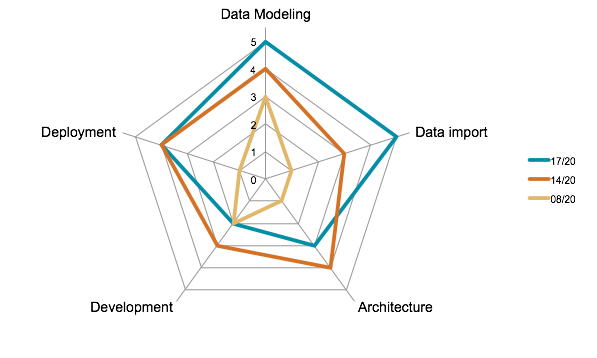 Data Modeling
5
4
3
2
1
0
Deployment
Data import
17/20
14/20
08/20
Development
Architecture